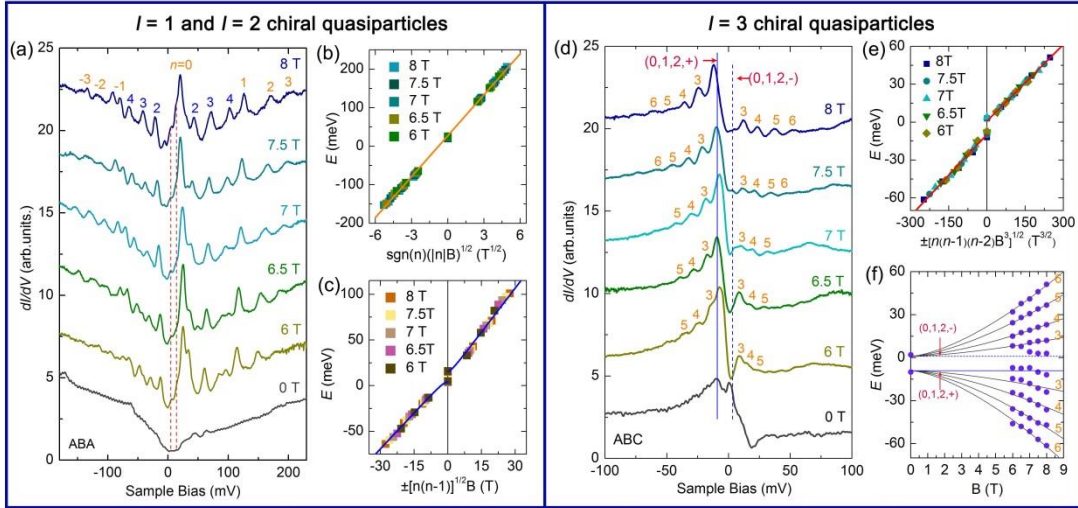 l = 1 and l = 2 chiral quasiparticles
(a)
25
20
15
10
5
0
dI/dV (arb.units)
8 T
-3 -2 -1 4 3 2 n=0 2 3 4 1 2 3
7.5 T
7 T
6.5 T
6 T
0 T
ABA
-100 0 100 200
Sample Bias (mV)
(b)
200
100
0
-100
-150
E (meV)
8 T
7.5 T
7 T
6.5 T
6 T
-6 -3 0 3 6
sgn(n)(|n|B)^1/2 (T^1/2)
(c)
100
50
0
-50
E (meV)
8 T
7.5T
7 T
6.5T
6 T
-30 -15 0 15 30
±[n(n-1)]^1/2B (T)
l = 3 chiral quasiparticles
(d)
25
20
15
10
5
0
dI/dV (arb.units)
(0,1,2,+)
(0,1,2,-)
8 T
6 5 4 3 3 4 5 6
7.5 T
6 5 4 3 3 4 5 6
7 T
5 4 3 3 4 5
6.5 T
5 4 3 3 4 5
6 T
5 4 3 3 4 5
0 T
ABC
-100 -50 0 50 100
Sample Bias (mV)
(e)
60
30
0
-30
-60
E (meV)
8T
7.5T
7T
6.5T
6T
-300 -150 0 150 300
±[n(n-1)(n-2)B^3]^1/2 (T^3/2)
(f)
60
30
0
-30
-60
E (meV)
(0,1,2,-)
(0,1,2,+)
6
5
4
3
3
4
5
6
0 1 2 3 4 5 6 7 8 9
B (T)